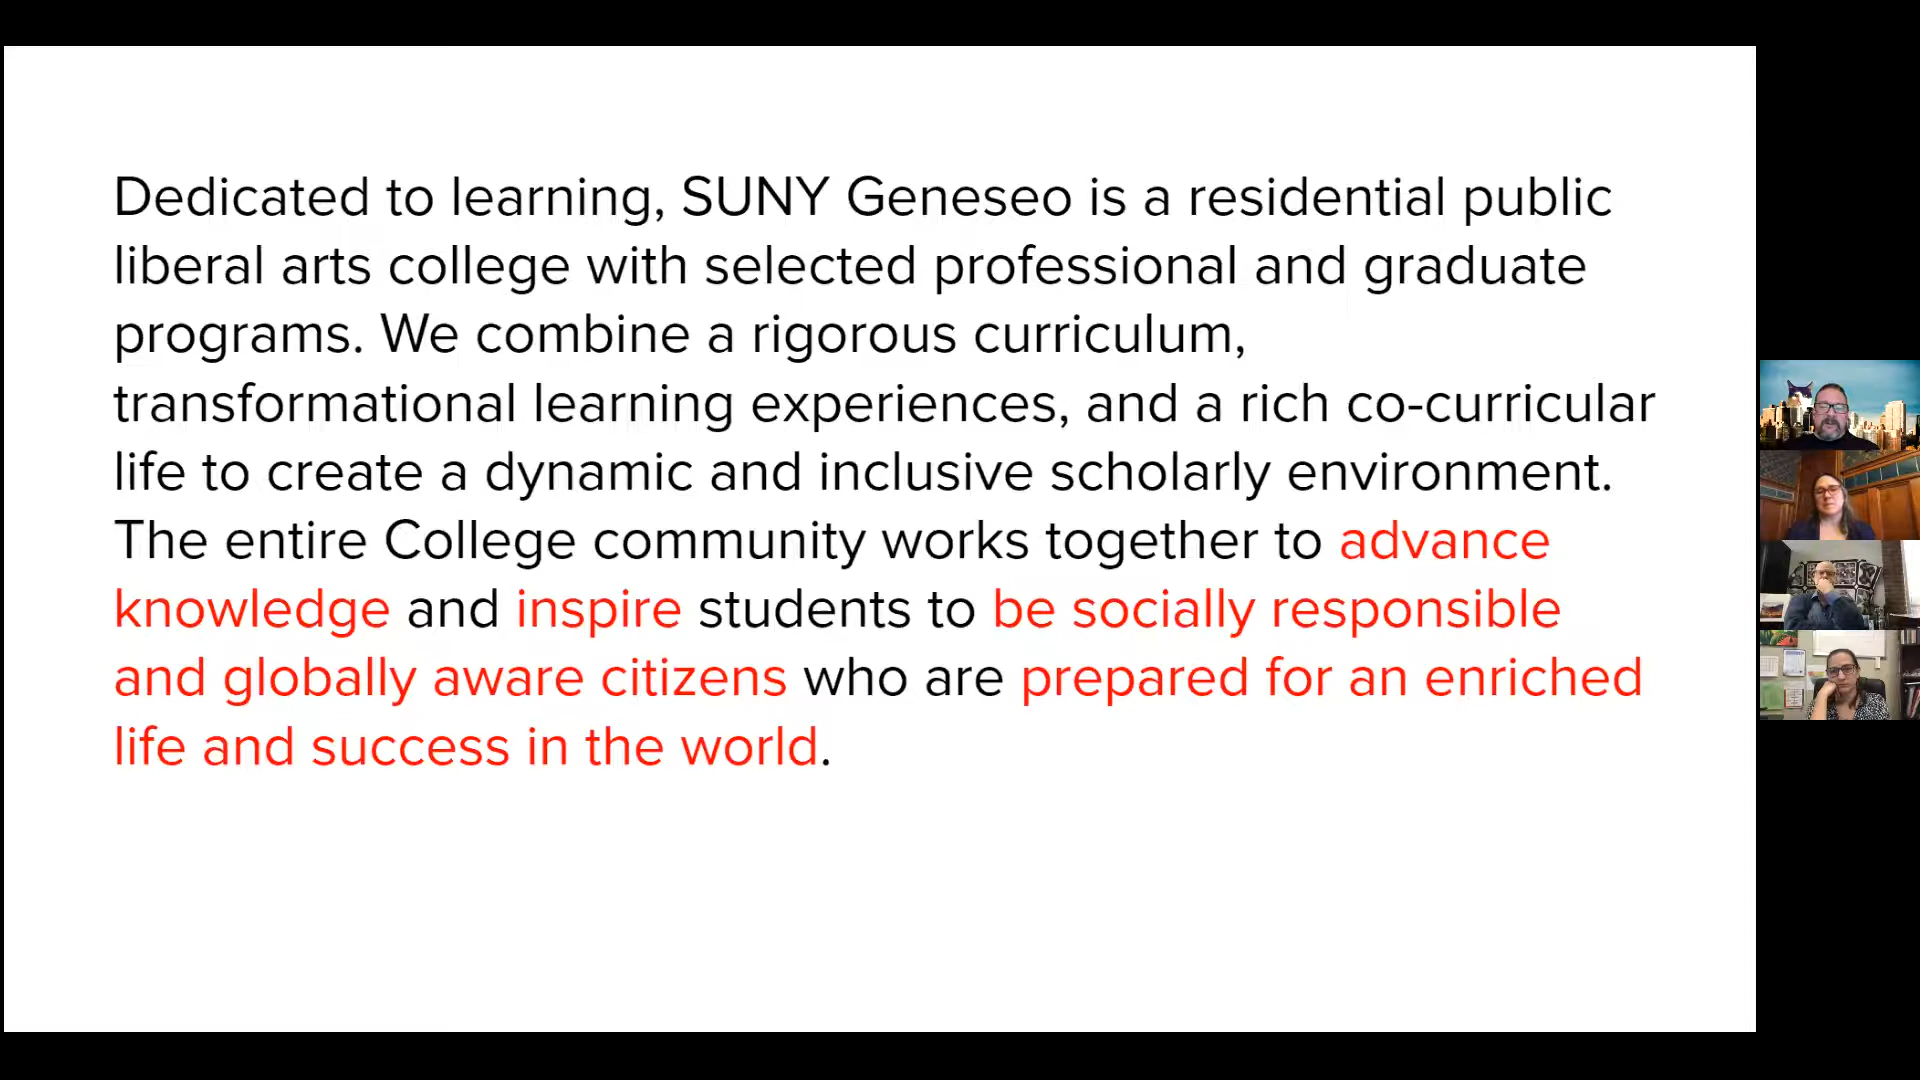 Dedicated to learning, SUNY Geneseo is a residential public
liberal arts college with selected professional and graduate
programs. We combine a rigorous curriculum,
transformational learning experiences, and a rich co-curricular
life to create a dynamic and inclusive scholarly environment.
The entire College community works together to advance
knowledge and inspire students to be socially responsible
and globally aware citizens who are prepared for an enriched
life and success in the world.